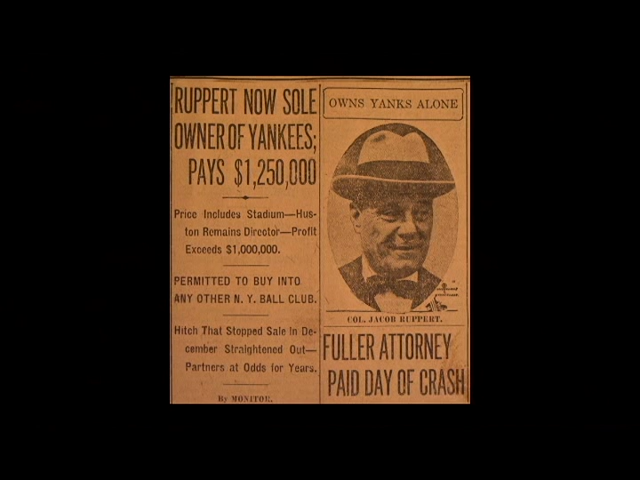 RUPPERT NOW SOLE
OWNER OF YANKEES;
PAYS $1,250,000
Price Includes Stadium—Hus-
ton Remains Director—Profit
Exceeds $1,000,000.
PERMITTED TO BUY INTO
ANY OTHER N. Y. BALL CLUB.
Hitch That Stopped Sale in De-
cember Straightened Out—
Partners at Odds for Years.
By MONITOR.
OWNS YANKS ALONE
COL. JACOB RUPPERT.
FULLER ATTORNEY
PAID DAY OF CRASH